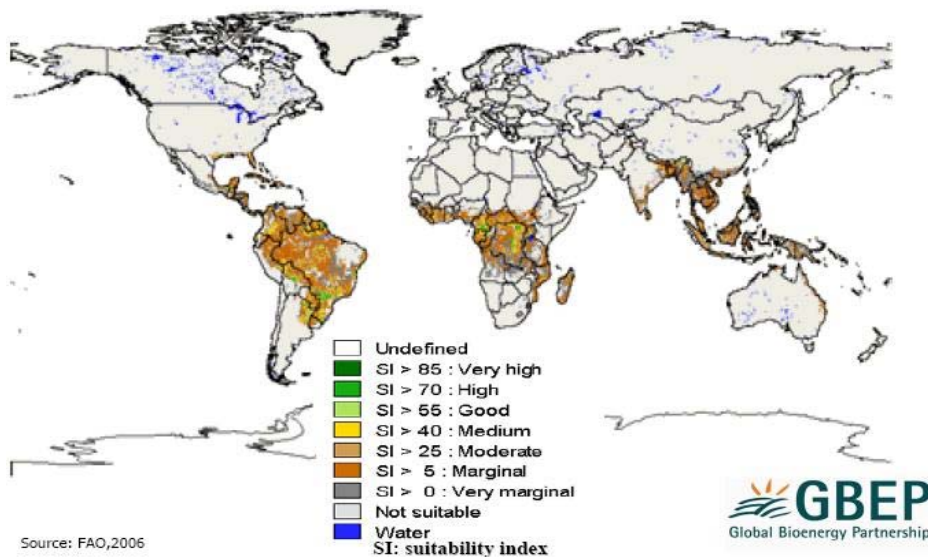 Undefined
SI > 85 : Very high
SI > 70 : High
SI > 55 : Good
SI > 40 : Medium
SI > 25 : Moderate
SI > 5 : Marginal
SI > 0 : Very marginal
Not suitable
Water
SI: suitability index
Source: FAO,2006
GBEP
Global Bioenergy Partnership